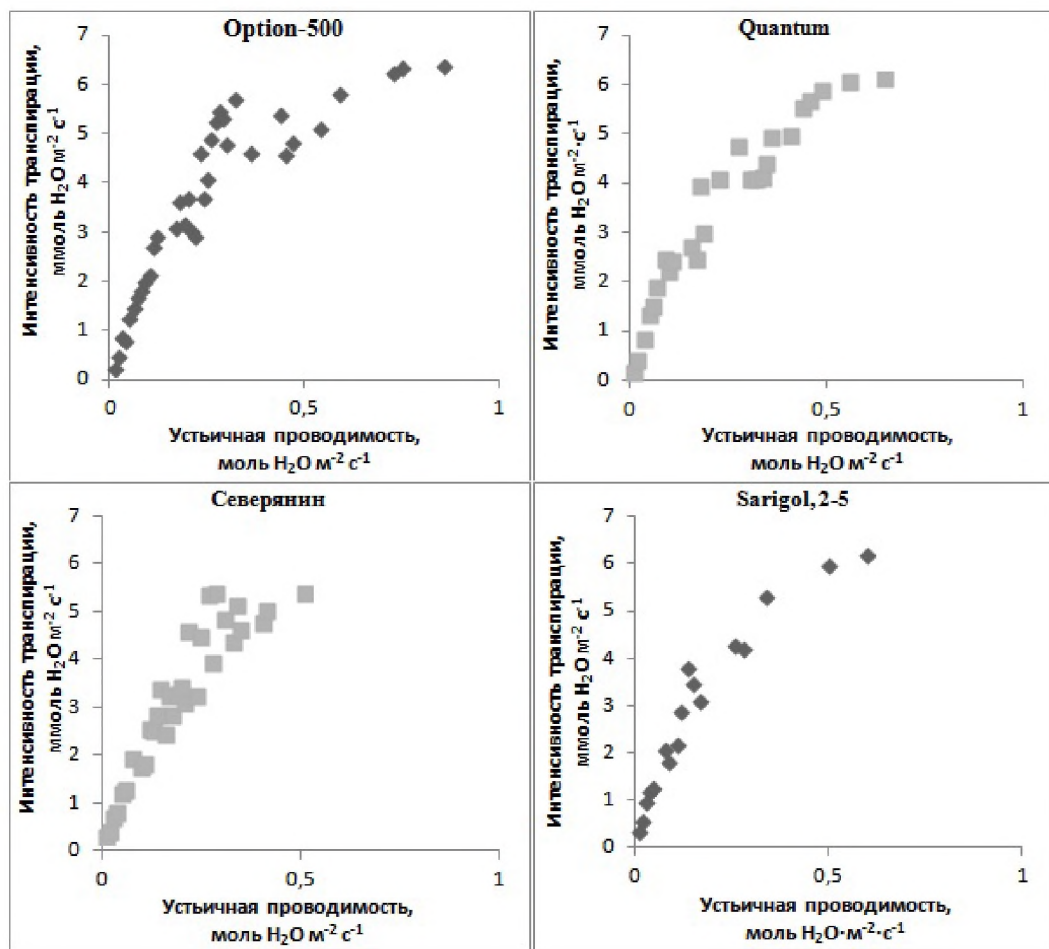 Option-500
Интенсивность транспирации,
ммоль H₂O м⁻² с⁻¹
7
6
5
4
3
2
1
0
0
0,5
1
Устьичная проводимость,
моль H₂O м⁻² с⁻¹
Quantum
Интенсивность транспирации,
ммоль H₂O м⁻²·с⁻¹
7
6
5
4
3
2
1
0
0
0,5
1
Устьичная проводимость,
моль H₂O м⁻² с⁻¹
Северянин
Интенсивность транспирации,
ммоль H₂O м⁻² с⁻¹
7
6
5
4
3
2
1
0
0
0,5
1
Устьичная проводимость,
моль H₂O м⁻² с⁻¹
Sarigol, 2-5
Интенсивность транспирации,
ммоль H₂O м⁻² с⁻¹
7
6
5
4
3
2
1
0
0
0,5
1
Устьичная проводимость,
моль H₂O·м⁻²·с⁻¹